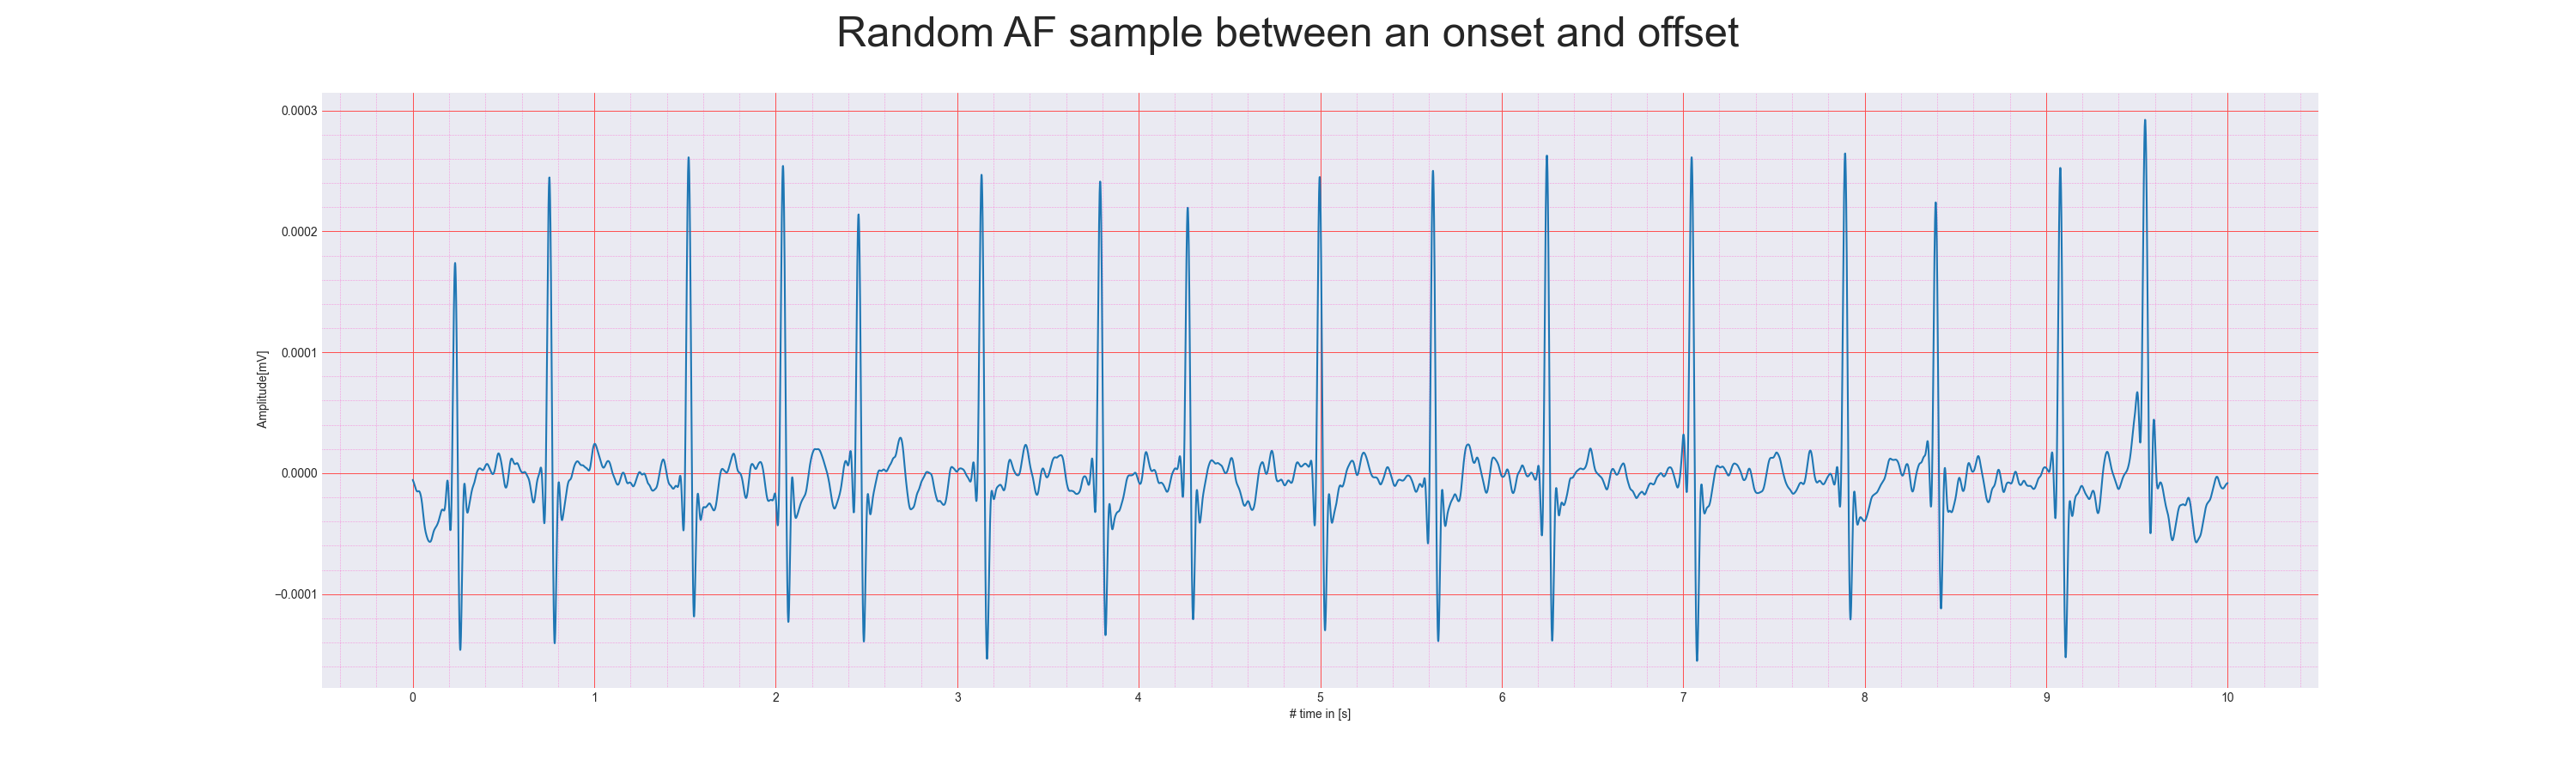 Random AF sample between an onset and offset
0.0003
0.0002
0.0001
0.0000
−0.0001
Amplitude[mV]
0 1 2 3 4 5 6 7 8 9 10
# time in [s]